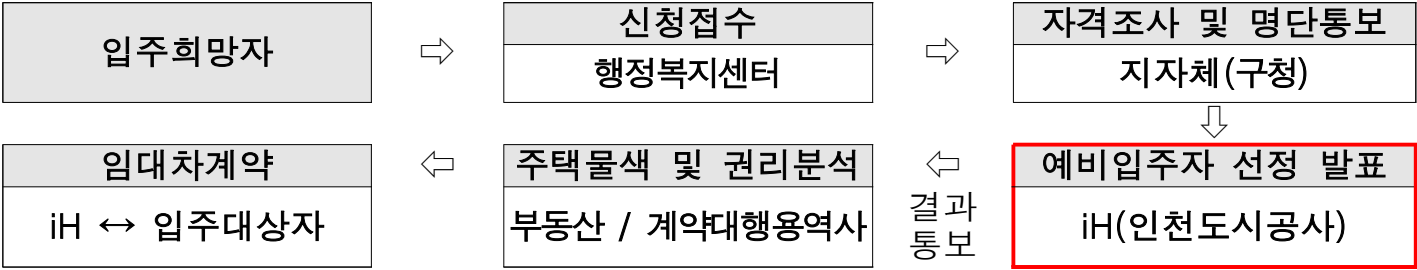 입주희망자
⇨
신청접수
행정복지센터
⇨
자격조사 및 명단통보
지자체(구청)
⇩
예비입주자 선정 발표
iH(인천도시공사)
⇦
결과
통보
주택물색 및 권리분석
부동산 / 계약대행용역사
⇦
임대차계약
iH ↔ 입주대상자